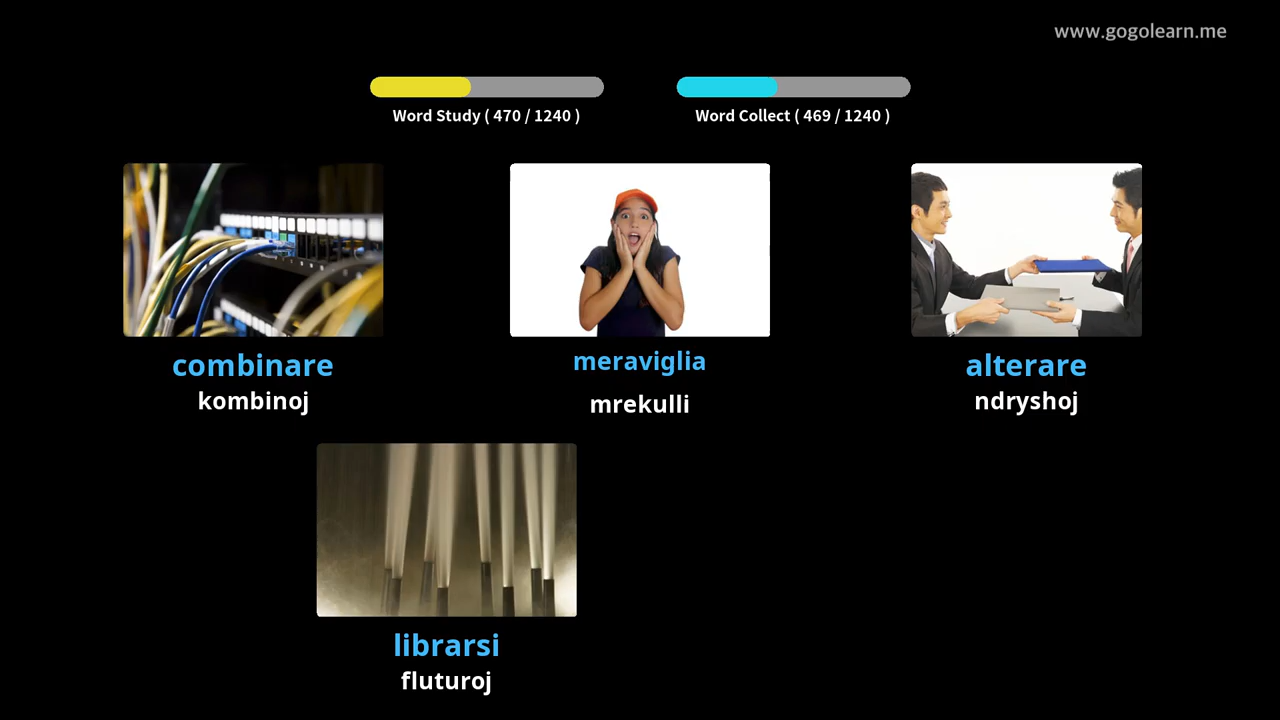 www.gogolearn.me
Word Study ( 470 / 1240 )
Word Collect ( 469 / 1240 )
combinare
kombinoj
meraviglia
mrekulli
alterare
ndryshoj
librarsi
fluturoj